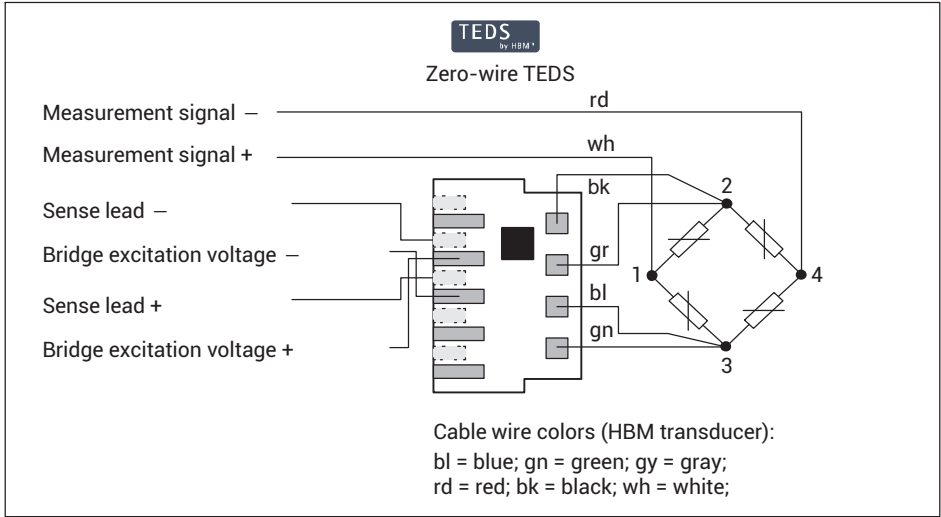 TEDS
by HBM
Zero-wire TEDS
rd
Measurement signal –
wh
Measurement signal +
bk
2
Sense lead –
gr
Bridge excitation voltage –
1
4
bl
Sense lead +
gn
Bridge excitation voltage +
3
Cable wire colors (HBM transducer):
bl = blue; gn = green; gy = gray;
rd = red; bk = black; wh = white;